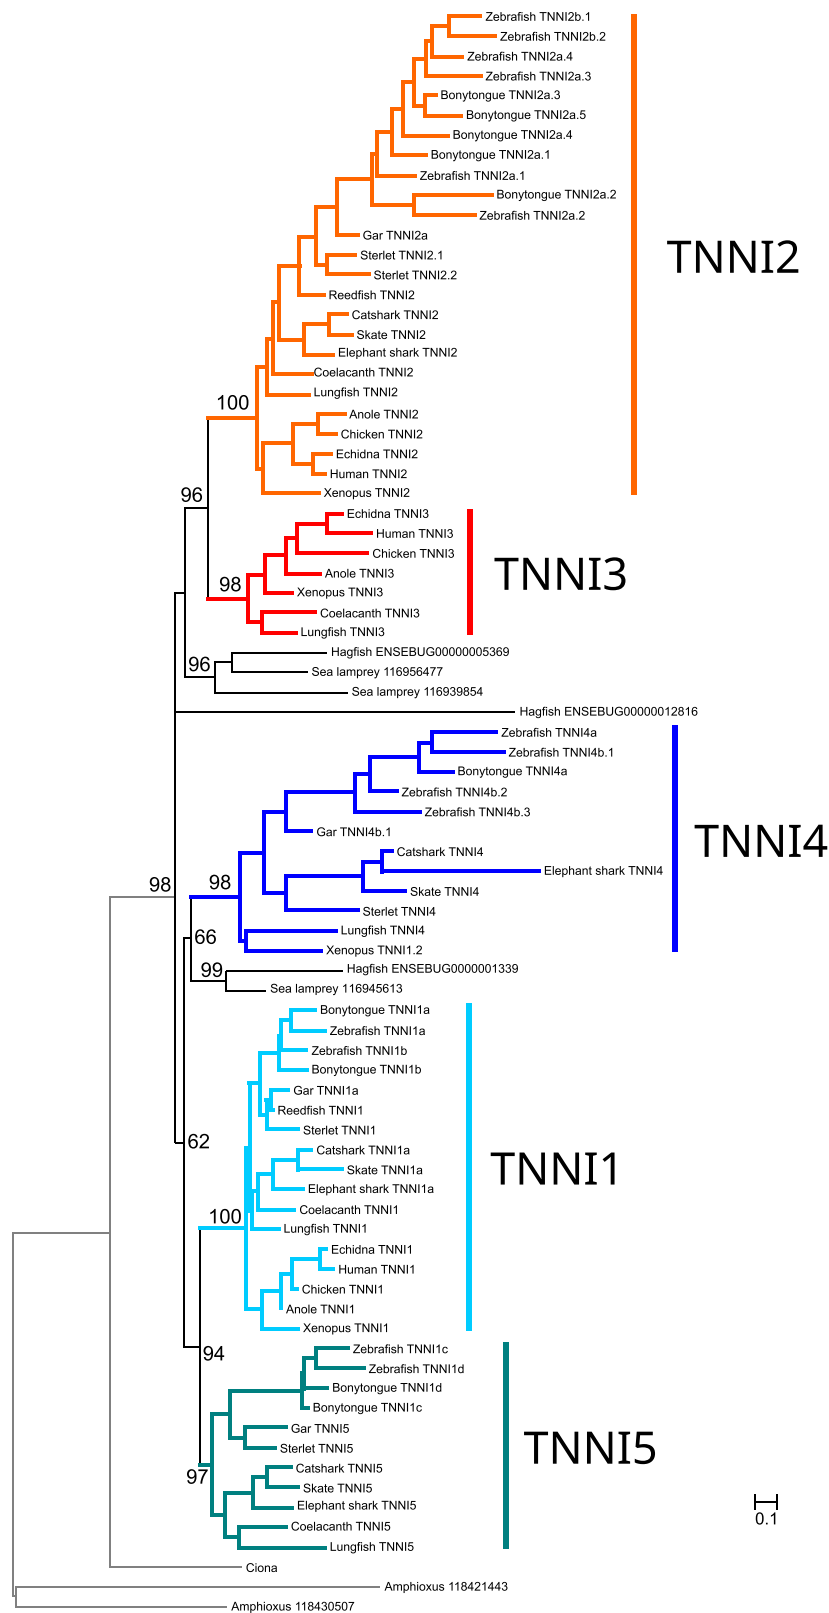 Zebrafish TNNI2b.1
Zebrafish TNNI2b.2
Zebrafish TNNI2a.4
Zebrafish TNNI2a.3
Bonytongue TNNI2a.3
Bonytongue TNNI2a.5
Bonytongue TNNI2a.4
Bonytongue TNNI2a.1
Zebrafish TNNI2a.1
Bonytongue TNNI2a.2
Zebrafish TNNI2a.2
Gar TNNI2a
TNNI2
Sterlet TNNI2.1
Sterlet TNNI2.2
Reedfish TNNI2
Catshark TNNI2
Skate TNNI2
Elephant shark TNNI2
Coelacanth TNNI2
Lungfish TNNI2
100
Anole TNNI2
Chicken TNNI2
Echidna TNNI2
Human TNNI2
Xenopus TNNI2
96
Echidna TNNI3
Human TNNI3
Chicken TNNI3
TNNI3
Anole TNNI3
98
Xenopus TNNI3
Coelacanth TNNI3
Lungfish TNNI3
Hagfish ENSEBUG00000005369
96
Sea lamprey 116956477
Sea lamprey 116939854
Hagfish ENSEBUG00000012816
Zebrafish TNNI4a
Zebrafish TNNI4b.1
Bonytongue TNNI4a
Zebrafish TNNI4b.2
Zebrafish TNNI4b.3
Gar TNNI4b.1
TNNI4
Catshark TNNI4
Elephant shark TNNI4
98
98
Skate TNNI4
Sterlet TNNI4
Lungfish TNNI4
66
Xenopus TNNI1.2
99
Hagfish ENSEBUG0000001339
Sea lamprey 116945613
Bonytongue TNNI1a
Zebrafish TNNI1a
Zebrafish TNNI1b
Bonytongue TNNI1b
Gar TNNI1a
Reedfish TNNI1
Sterlet TNNI1
62
Catshark TNNI1a
Skate TNNI1a
TNNI1
Elephant shark TNNI1a
Coelacanth TNNI1
100
Lungfish TNNI1
Echidna TNNI1
Human TNNI1
Chicken TNNI1
Anole TNNI1
Xenopus TNNI1
94
Zebrafish TNNI1c
Zebrafish TNNI1d
Bonytongue TNNI1d
Bonytongue TNNI1c
Gar TNNI5
Sterlet TNNI5
TNNI5
97
Catshark TNNI5
Skate TNNI5
Elephant shark TNNI5
0.1
Coelacanth TNNI5
Lungfish TNNI5
Ciona
Amphioxus 118421443
Amphioxus 118430507